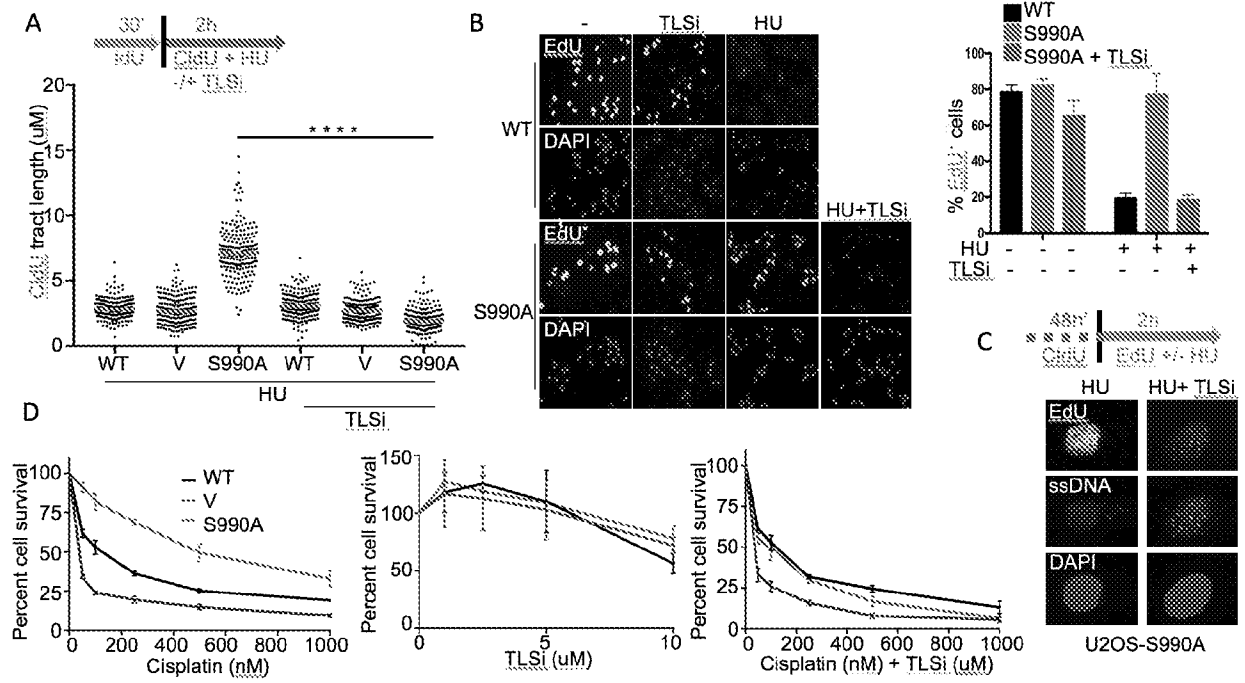 A
30'
IdU
2h
CldU + HU
-/+ TLSi
CldU tract length (uM)
20
15
10
5
0
****
WT V S990A WT V S990A
HU
TLSi
B
- TLSi HU
EdU
WT
DAPI
HU+TLSi
EdU
S990A
DAPI
WT
S990A
S990A + TLSi
% EdU+ cells
100
80
60
40
20
0
HU - - - + + +
TLSi - - - - - +
C
48h'
CldU
2h
EdU +/- HU
HU HU+ TLSi
EdU
ssDNA
DAPI
U2OS-S990A
D
Percent cell survival
100
75
50
25
0
WT
V
S990A
0 200 400 600 800 1000
Cisplatin (nM)
Percent cell survival
150
100
50
0
0 5 10
TLSi (uM)
Percent cell survival
100
75
50
25
0
0 200 400 600 800 1000
Cisplatin (nM) + TLSi (uM)